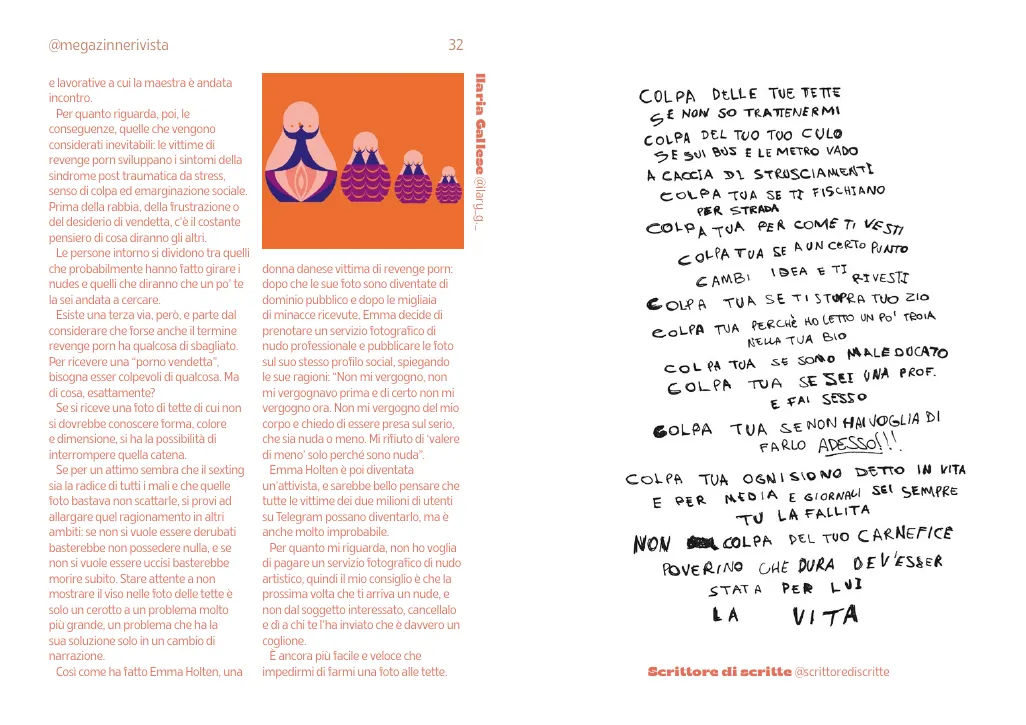 @megazinnerivista
32
e lavorative a cui la maestra è andata
incontro.
Per quanto riguarda, poi, le
conseguenze, quelle che vengono
considerati inevitabili: le vittime di
revenge porn sviluppano i sintomi della
sindrome post traumatica da stress,
senso di colpa ed emarginazione sociale.
Prima della rabbia, della frustrazione o
del desiderio di vendetta, c'è il costante
pensiero di cosa diranno gli altri.
Le persone intorno si dividono tra quelli
che probabilmente hanno fatto girare i
nudes e quelli che diranno che un po' te
la sei andata a cercare.
Esiste una terza via, però, e parte dal
considerare che forse anche il termine
revenge porn ha qualcosa di sbagliato.
Per ricevere una "porno vendetta",
bisogna esser colpevoli di qualcosa. Ma
di cosa, esattamente?
Se si riceve una foto di tette di cui non
si dovrebbe conoscere forma, colore
e dimensione, si ha la possibilità di
interrompere quella catena.
Se per un attimo sembra che il sexting
sia la radice di tutti i mali e che quelle
foto bastava non scattarle, si provi ad
allargare quel ragionamento in altri
ambiti: se non si vuole essere derubati
basterebbe non possedere nulla, e se
non si vuole essere uccisi basterebbe
morire subito. Stare attente a non
mostrare il viso nelle foto delle tette è
solo un cerotto a un problema molto
più grande, un problema che ha la
sua soluzione solo in un cambio di
narrazione.
Così come ha fatto Emma Holten, una
Ilaria Gallese @ilary_g._
donna danese vittima di revenge porn:
dopo che le sue foto sono diventate di
dominio pubblico e dopo le migliaia
di minacce ricevute, Emma decide di
prenotare un servizio fotografico di
nudo professionale e pubblicare le foto
sul suo stesso profilo social, spiegando
le sue ragioni: "Non mi vergogno, non
mi vergognavo prima e di certo non mi
vergogno ora. Non mi vergogno del mio
corpo e chiedo di essere presa sul serio,
che sia nuda o meno. Mi rifiuto di 'valere
di meno' solo perché sono nuda".
Emma Holten è poi diventata
un'attivista, e sarebbe bello pensare che
tutte le vittime dei due milioni di utenti
su Telegram possano diventarlo, ma è
anche molto improbabile.
Per quanto mi riguarda, non ho voglia
di pagare un servizio fotografico di nudo
artistico, quindi il mio consiglio è che la
prossima volta che ti arriva un nude, e
non dal soggetto interessato, cancellalo
e dì a chi te l'ha inviato che è davvero un
coglione.
È ancora più facile e veloce che
impedirmi di farmi una foto alle tette.
COLPA DELLE TUE TETTE
SE NON SO TRATTENERMI
COLPA DEL TUO TUO CULO
SE SUI BUS E LE METRO VADO
A CACCIA DI STRUSCIAMENTI
COLPA TUA SE TI FISCHIANO
PER STRADA
COLPA TUA PER COME TI VESTI
COLPA TUA SE A UN CERTO PUNTO
CAMBI IDEA E TI RIVESTI
COLPA TUA SE TI STUPRA TUO ZIO
COLPA TUA PERCHÈ HO LETTO UN PO' TROIA
NELLA TUA BIO
COLPA TUA SE SONO MALEDUCATO
COLPA TUA SE SEI UNA PROF.
E FAI SESSO
COLPA TUA SE NON HAI VOGLIA DI
FARLO ADESSO!!!
COLPA TUA OGNI SI O NO DETTO IN VITA
E PER MEDIA E GIORNALI SEI SEMPRE
TU LA FALLITA
NON COLPA DEL TUO CARNEFICE
POVERINO CHE DURA DEV'ESSER
STATA PER LUI
LA VITA
Scrittore di scritte @scrittorediscritte